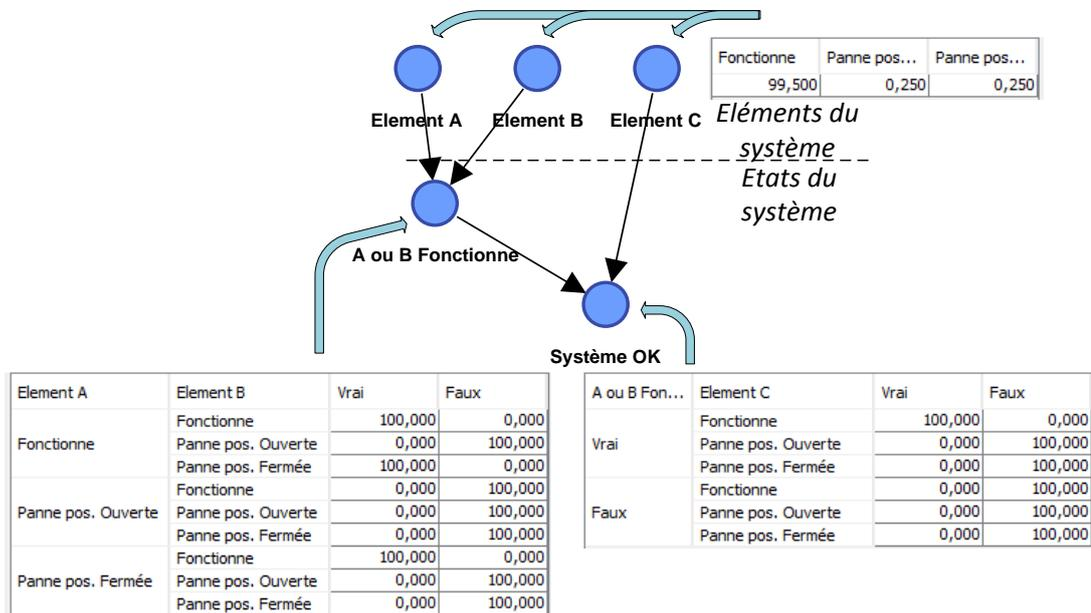 Fonctionne Panne pos... Panne pos...
99,500 0,250 0,250
Element A Element B Element C
Eléments du
système
Etats du
système
A ou B Fonctionne
Système OK
Element A Element B Vrai Faux
Fonctionne
Fonctionne 100,000 0,000
Panne pos. Ouverte 0,000 100,000
Panne pos. Fermée 100,000 0,000
Panne pos. Ouverte
Fonctionne 0,000 100,000
Panne pos. Ouverte 0,000 100,000
Panne pos. Fermée 0,000 100,000
Panne pos. Fermée
Fonctionne 100,000 0,000
Panne pos. Ouverte 0,000 100,000
Panne pos. Fermée 0,000 100,000
A ou B Fon... Element C Vrai Faux
Vrai
Fonctionne 100,000 0,000
Panne pos. Ouverte 0,000 100,000
Panne pos. Fermée 0,000 100,000
Faux
Fonctionne 0,000 100,000
Panne pos. Ouverte 0,000 100,000
Panne pos. Fermée 0,000 100,000